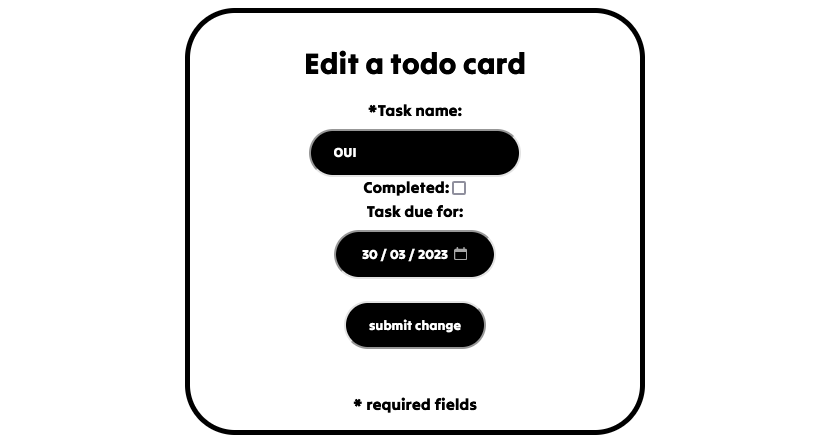 Edit a todo card
*Task name:
OUI
Completed:
Task due for:
30 / 03 / 2023
submit change
* required fields